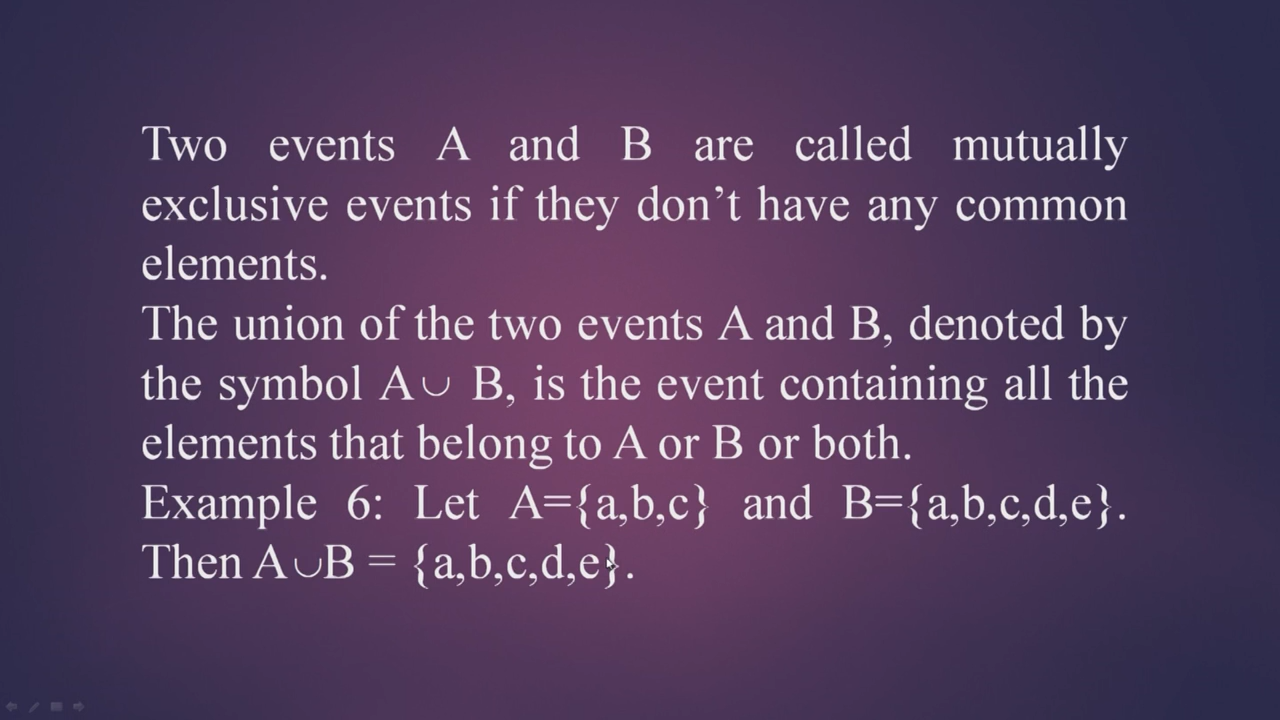 Two events A and B are called mutually
exclusive events if they don’t have any common
elements.
The union of the two events A and B, denoted by
the symbol A∪ B, is the event containing all the
elements that belong to A or B or both.
Example 6: Let A={a,b,c} and B={a,b,c,d,e}.
Then A∪B = {a,b,c,d,e}.